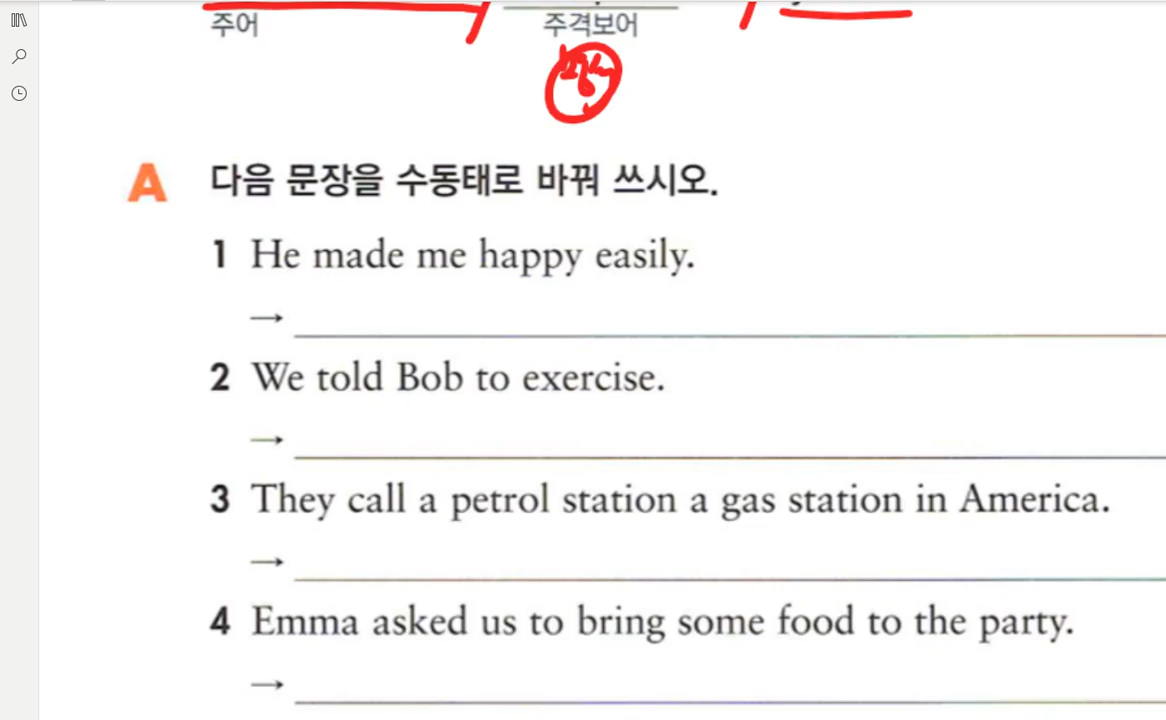 주어
주격보어
A 다음 문장을 수동태로 바꿔 쓰시오.
1 He made me happy easily.
→
2 We told Bob to exercise.
→
3 They call a petrol station a gas station in America.
→
4 Emma asked us to bring some food to the party.
→